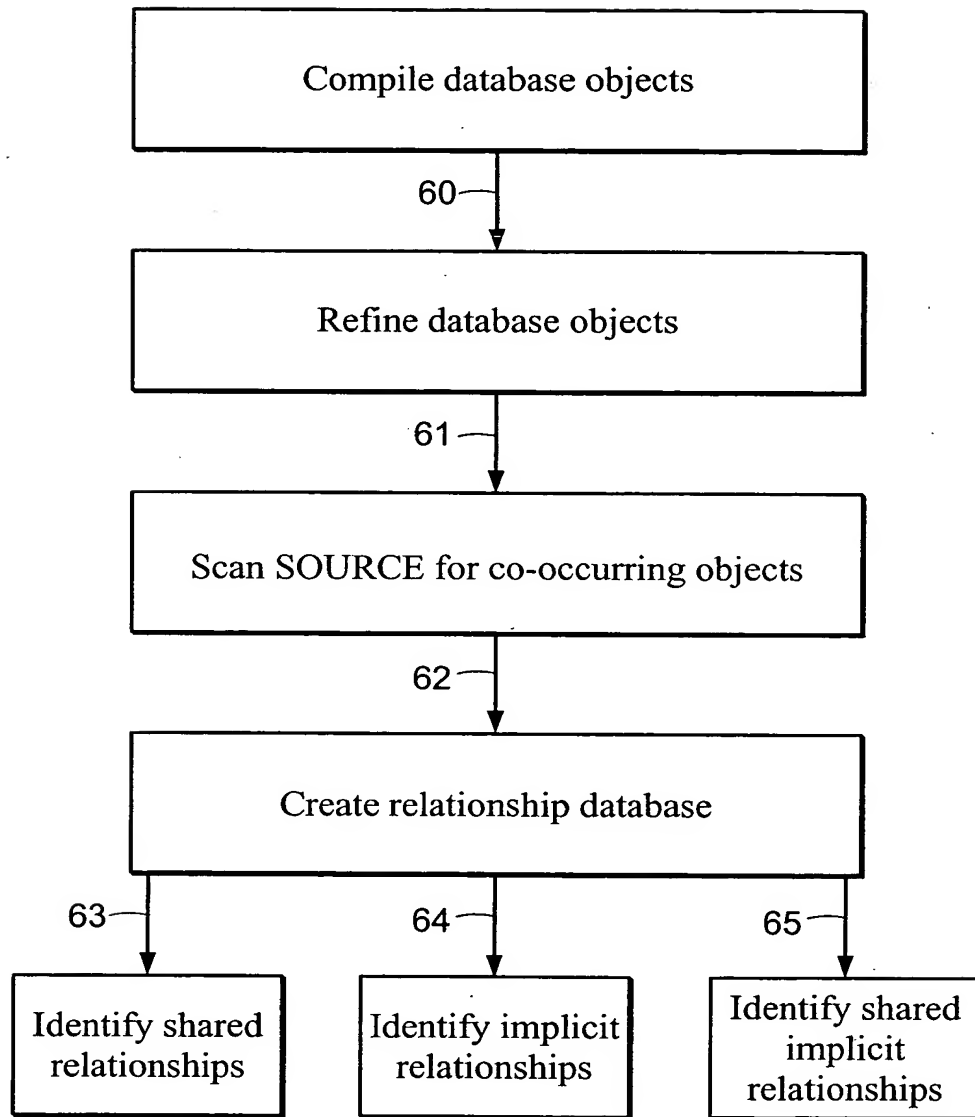 Compile database objects
60
Refine database objects
61
Scan SOURCE for co-occurring objects
62
Create relationship database
63
64
65
Identify shared
relationships
Identify implicit
relationships
Identify shared
implicit
relationships